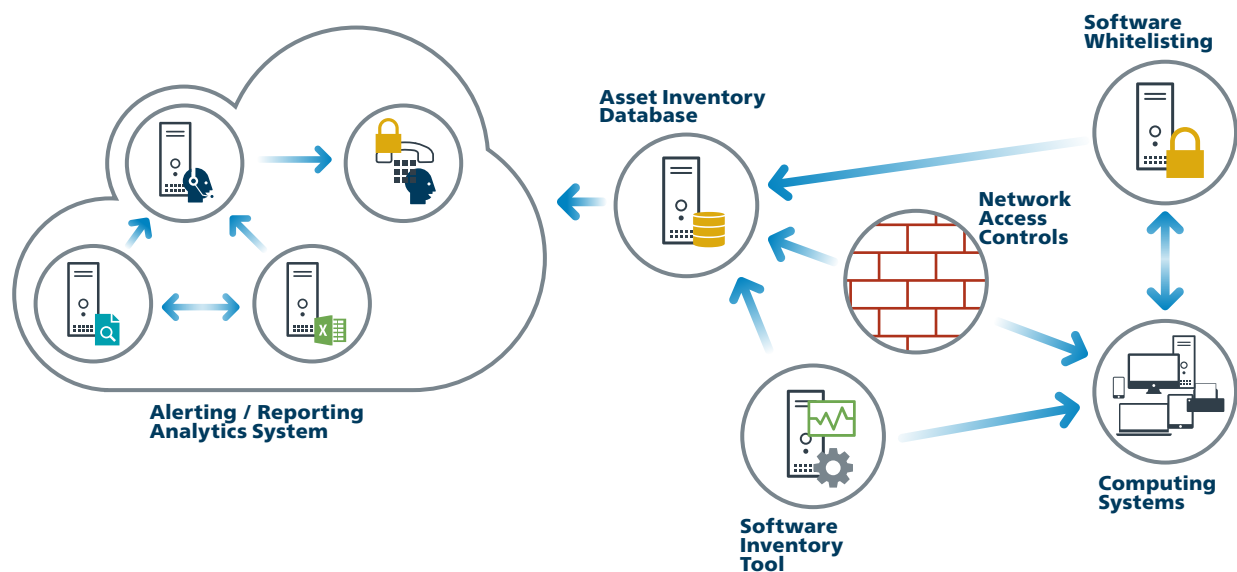 Software
Whitelisting
Asset Inventory
Database
Network
Access
Controls
X
Alerting / Reporting
Analytics System
Computing
Systems
Software
Inventory
Tool